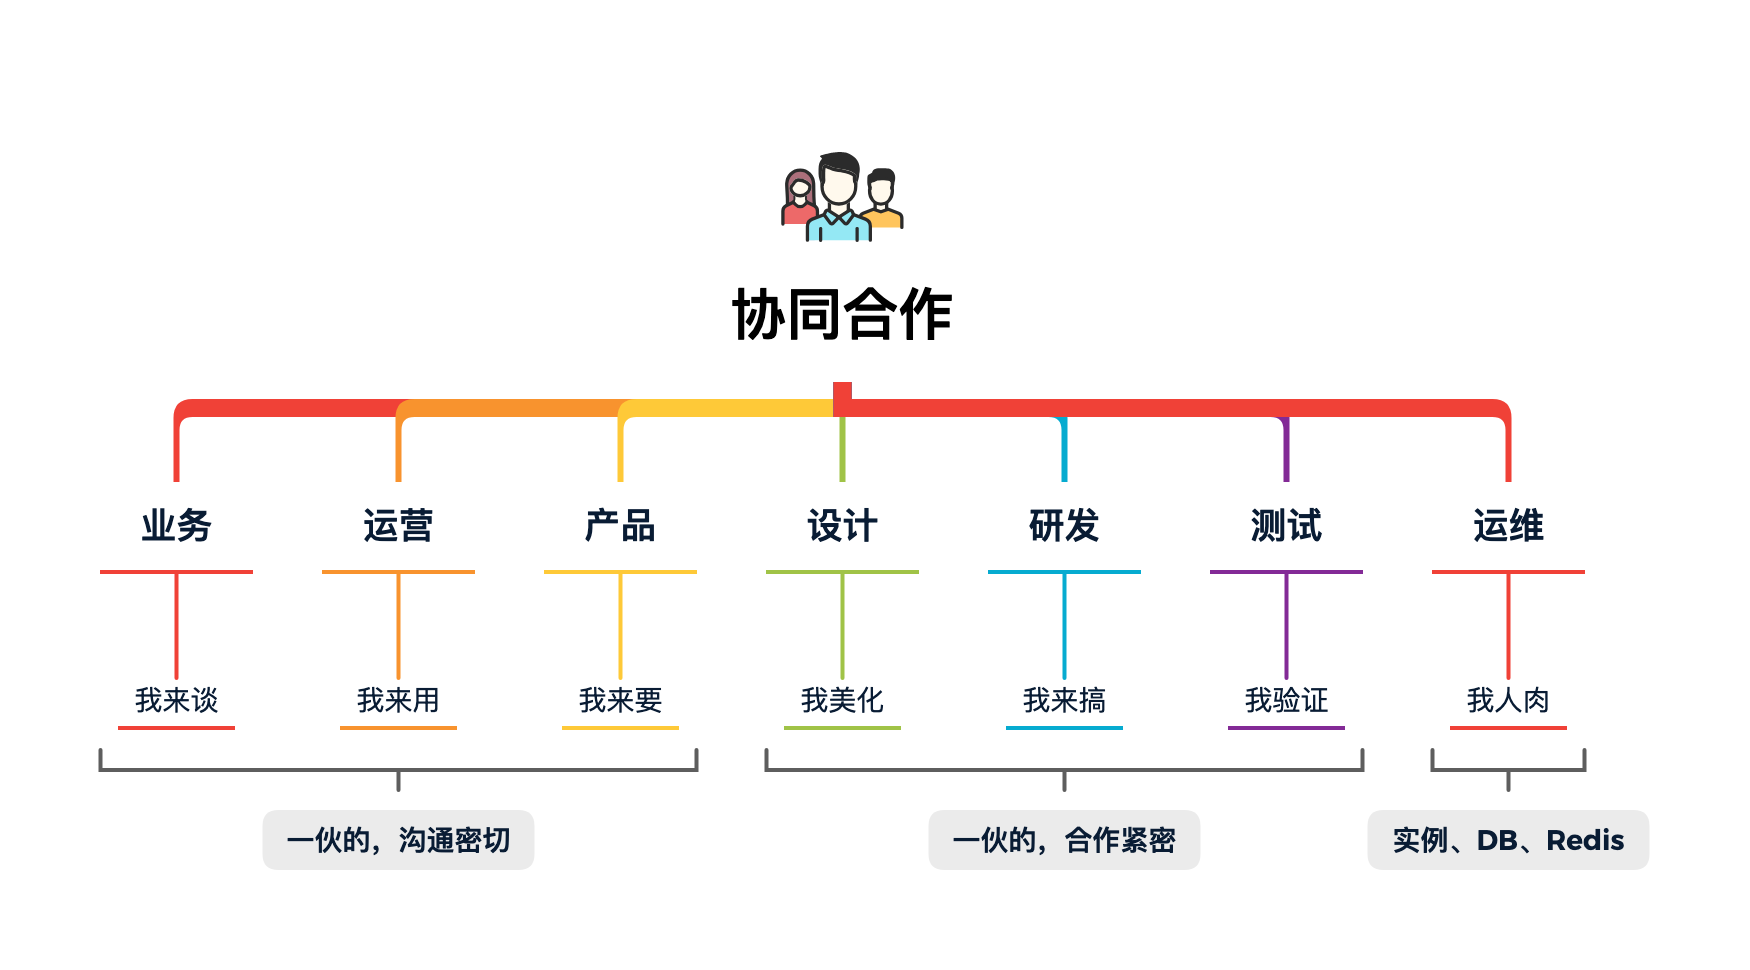 协同合作
业务
运营
产品
设计
研发
测试
运维
我来谈
我来用
我来要
我美化
我来搞
我验证
我人肉
一伙的，沟通密切
一伙的，合作紧密
实例、DB、Redis